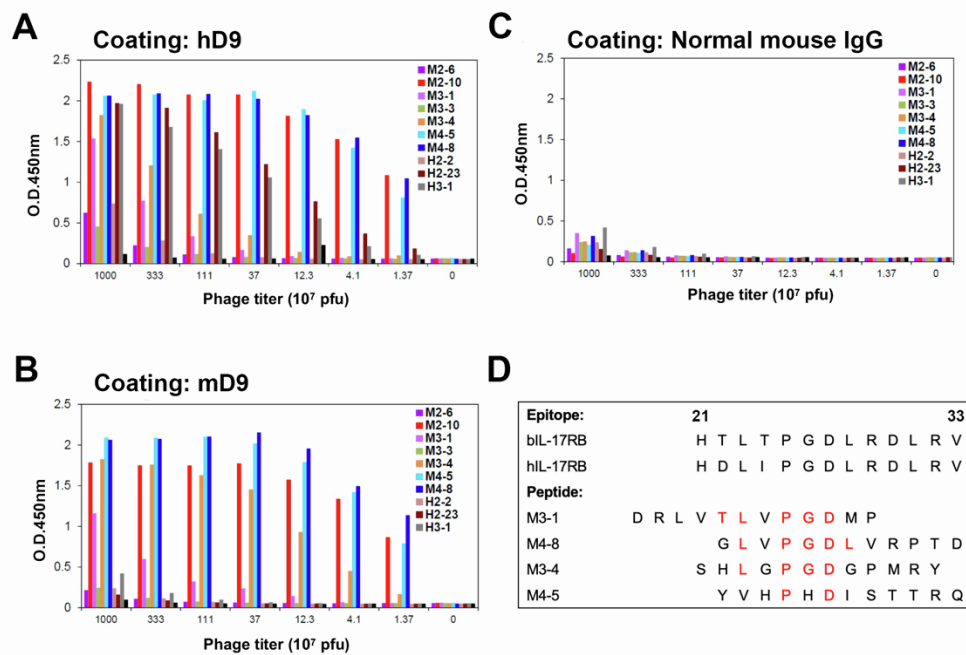 A
Coating: hD9
2.5
2
1.5
1
0.5
0
O.D.450nm
M2-6
M2-10
M3-1
M3-3
M3-4
M4-5
M4-8
H2-2
H2-23
H3-1
1000 333 111 37 12.3 4.1 1.37 0
Phage titer (10⁷ pfu)
B
Coating: mD9
2.5
2
1.5
1
0.5
0
O.D.450nm
M2-6
M2-10
M3-1
M3-3
M3-4
M4-5
M4-8
H2-2
H2-23
H3-1
1000 333 111 37 12.3 4.1 1.37 0
Phage titer (10⁷ pfu)
C
Coating: Normal mouse IgG
2.5
2
1.5
1
0.5
0
O.D.450nm
M2-6
M2-10
M3-1
M3-3
M3-4
M4-5
M4-8
H2-2
H2-23
H3-1
1000 333 111 37 12.3 4.1 1.37 0
Phage titer (10⁷ pfu)
D
Epitope: 21 33
bIL-17RB H T L T P G D L R D L R V
hIL-17RB H D L I P G D L R D L R V
Peptide:
M3-1 D R L V T L V P G D M P
M4-8 G L V P G D L V R P T D
M3-4 S H L G P G D G P M R Y
M4-5 Y V H P H D I S T T R Q